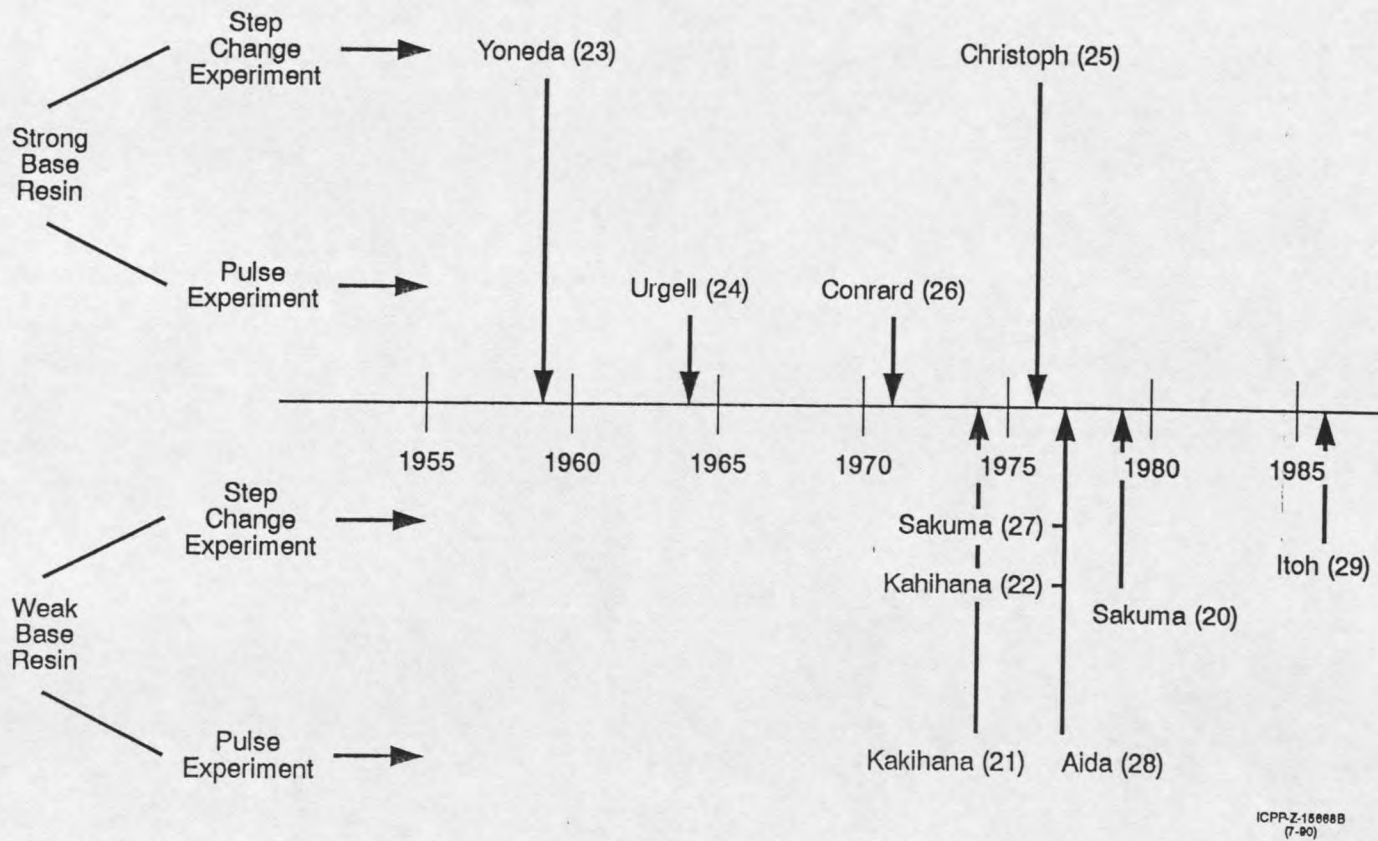 Step
Change
Experiment
Yoneda (23)
Christoph (25)
Strong
Base
Resin
Pulse
Experiment
Urgell (24)
Conrard (26)
1955
1960
1965
1970
1975
1980
1985
Step
Change
Experiment
Sakuma (27)
Kahihana (22)
Itoh (29)
Sakuma (20)
Weak
Base
Resin
Pulse
Experiment
Kakihana (21)
Aida (28)
ICPP-Z-15668B
(7-90)